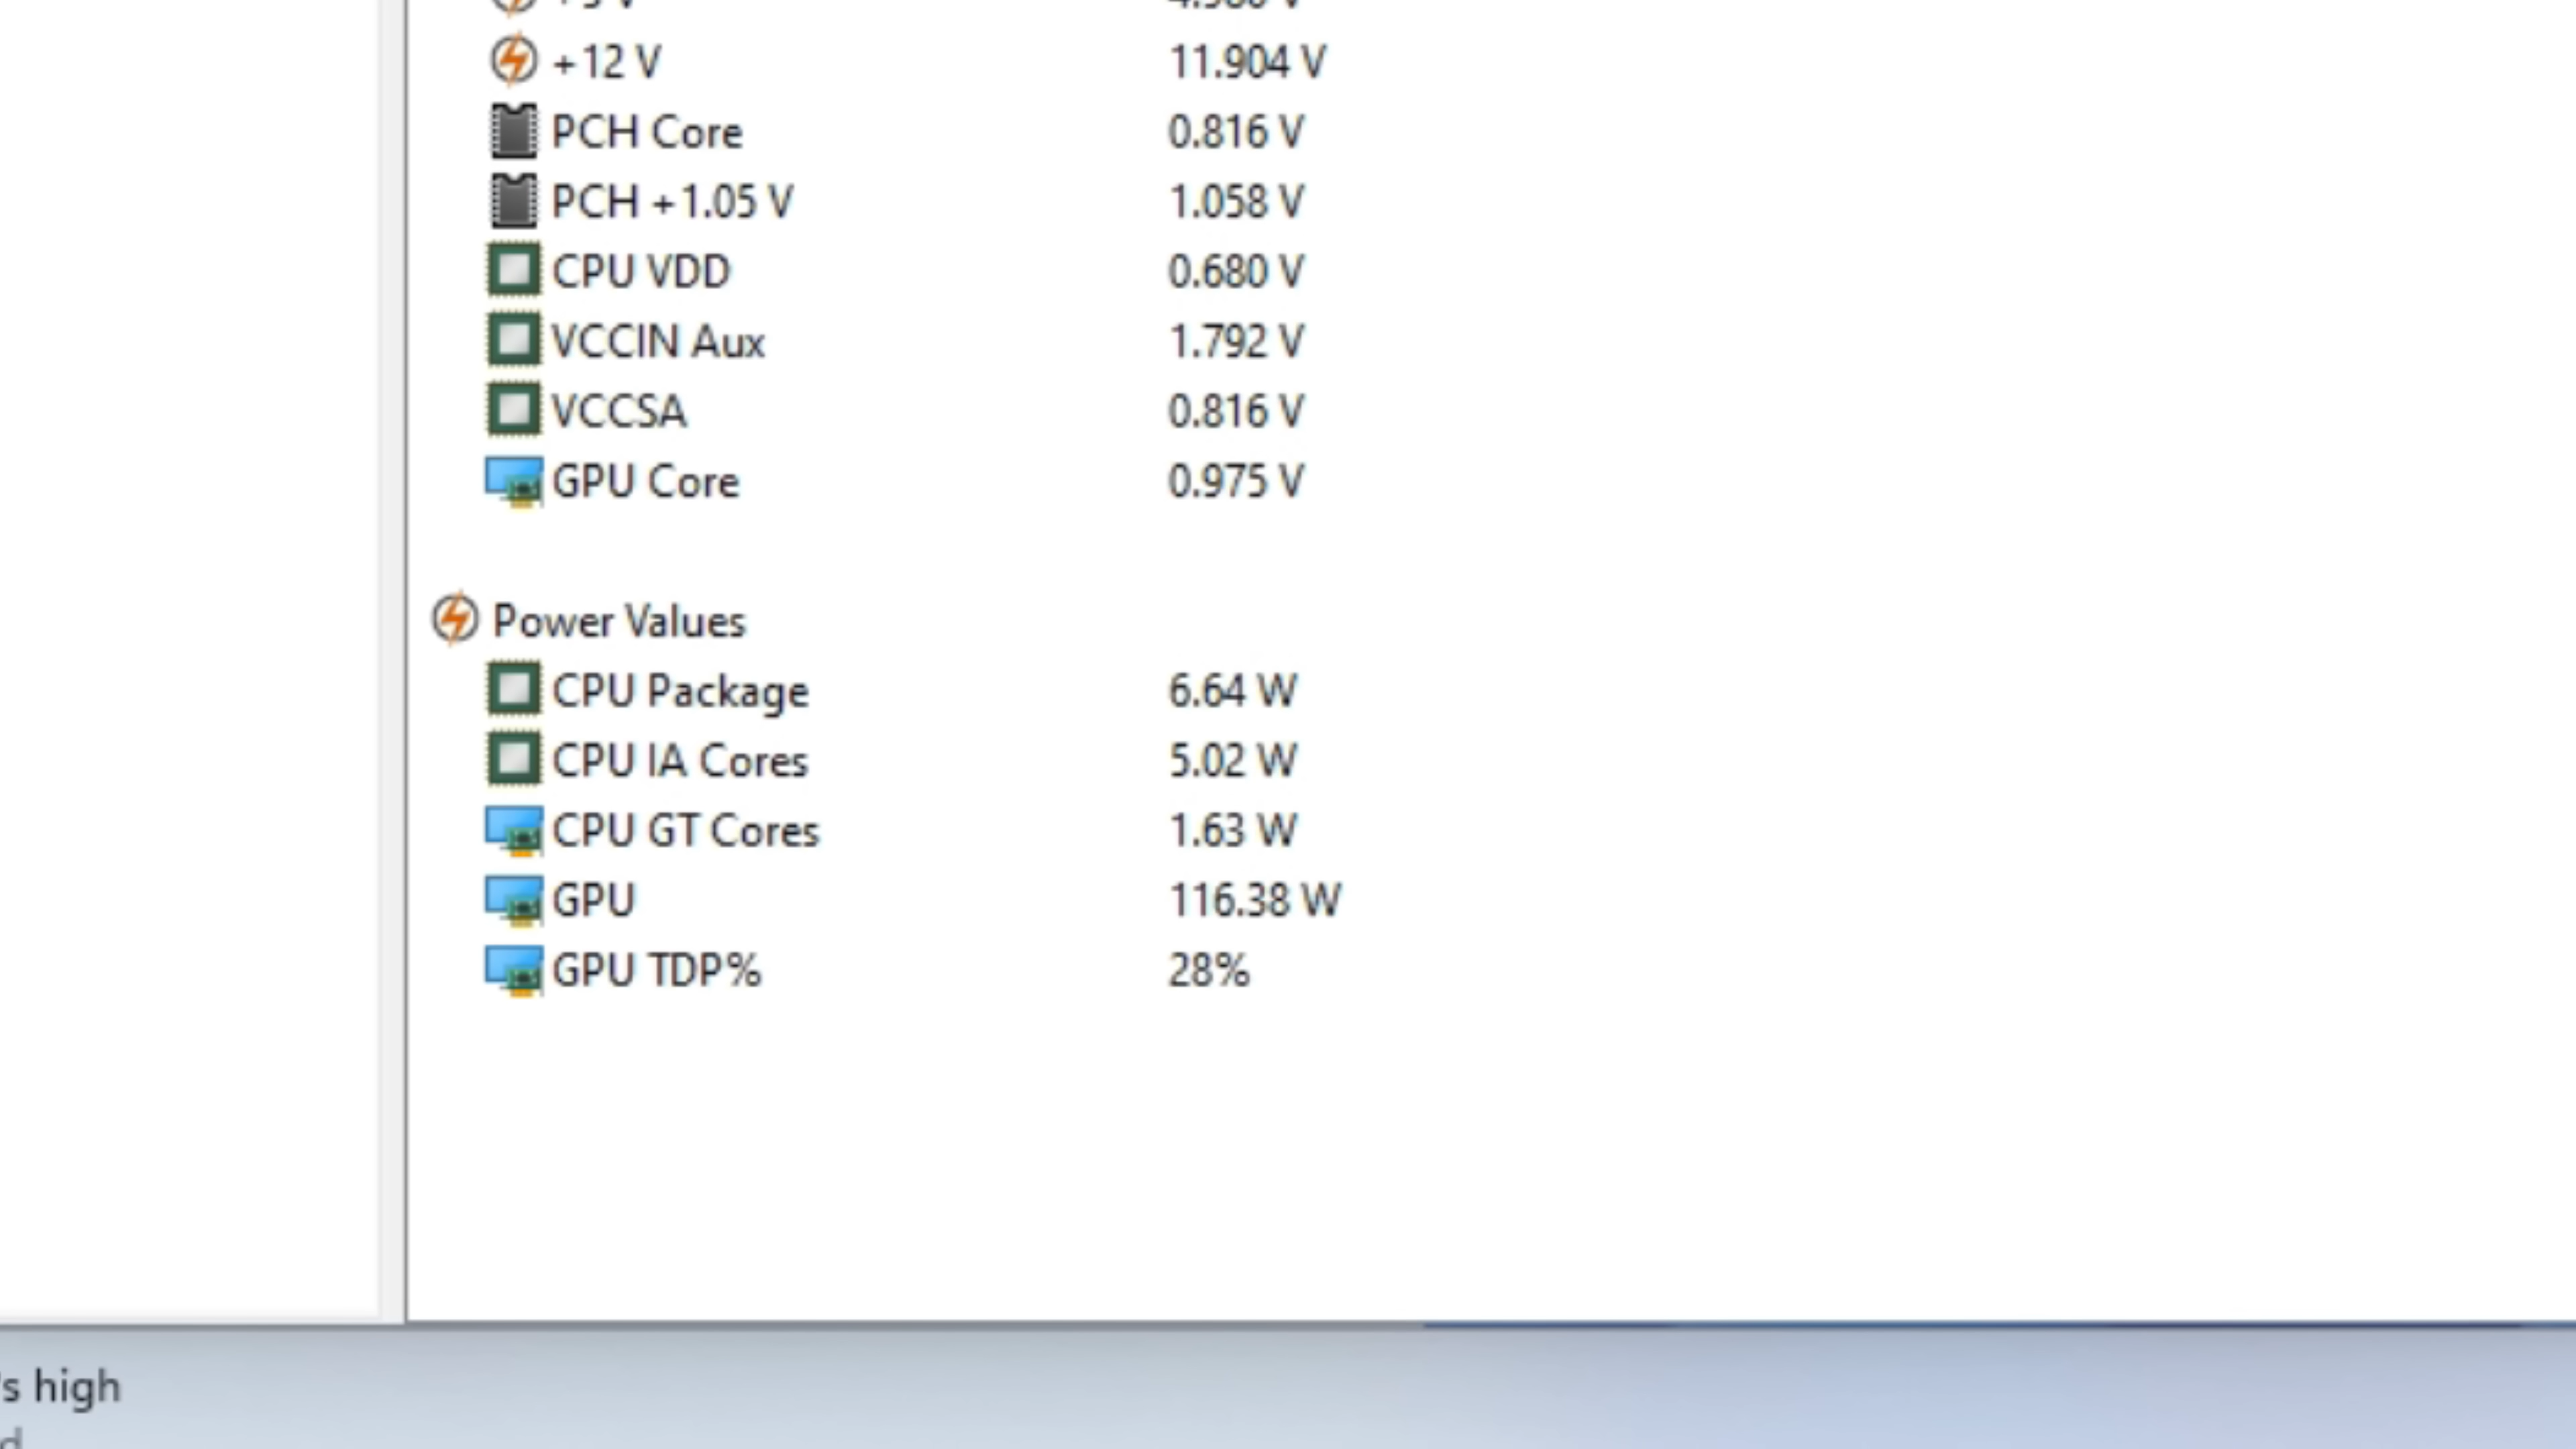 +12 V 11.904 V
PCH Core 0.816 V
PCH +1.05 V 1.058 V
CPU VDD 0.680 V
VCCIN Aux 1.792 V
VCCSA 0.816 V
GPU Core 0.975 V
Power Values
CPU Package 6.64 W
CPU IA Cores 5.02 W
CPU GT Cores 1.63 W
GPU 116.38 W
GPU TDP% 28%
's high